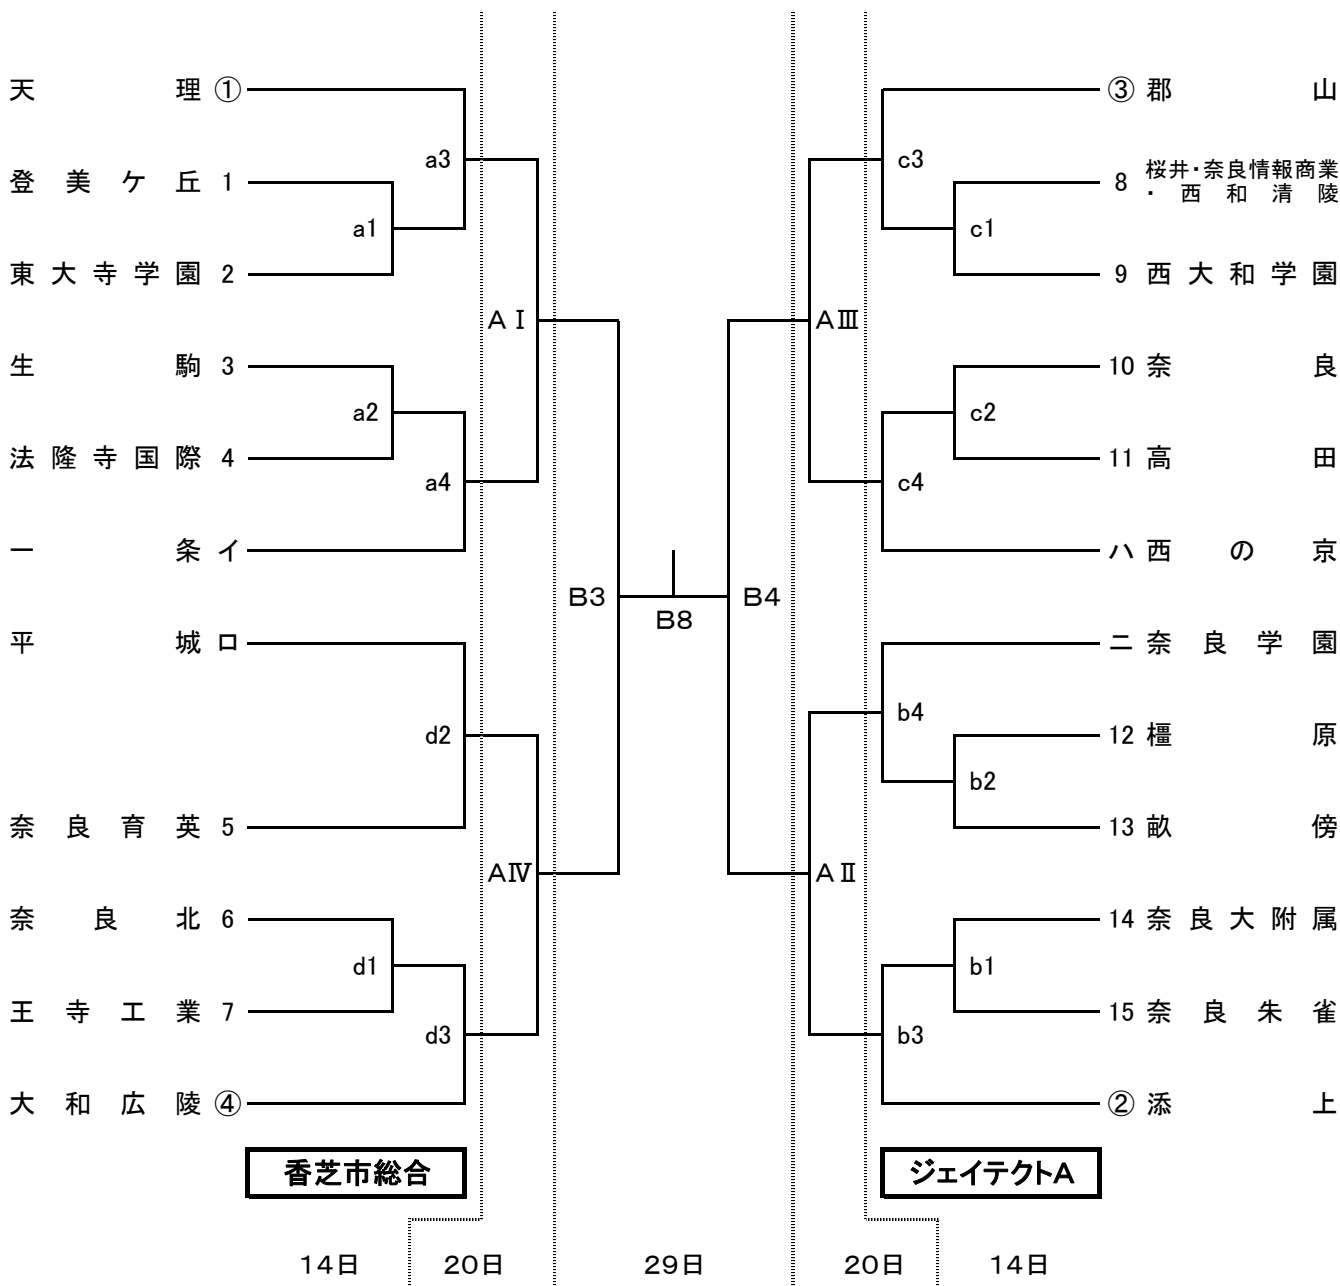 天理①
登美ケ丘 1
東大寺学園 2
生駒 3
法隆寺国際 4
一条イ
平城ロ
奈良育英 5
奈良北 6
王寺工業 7
大和広陵④
a3
a1
AⅠ
a2
a4
B3
d2
AⅣ
d1
d3
B8
B4
c3
c1
AⅢ
c2
c4
b4
b2
AⅡ
b1
b3
③郡山
8 桜井・奈良情報商業
・西和清陵
9 西大和学園
10 奈良
11 高田
ハ西の京
ニ奈良学園
12 橿原
13 畝傍
14 奈良大附属
15 奈良朱雀
②添上
香芝市総合
ジェイテクトA
14日 20日 29日 20日 14日